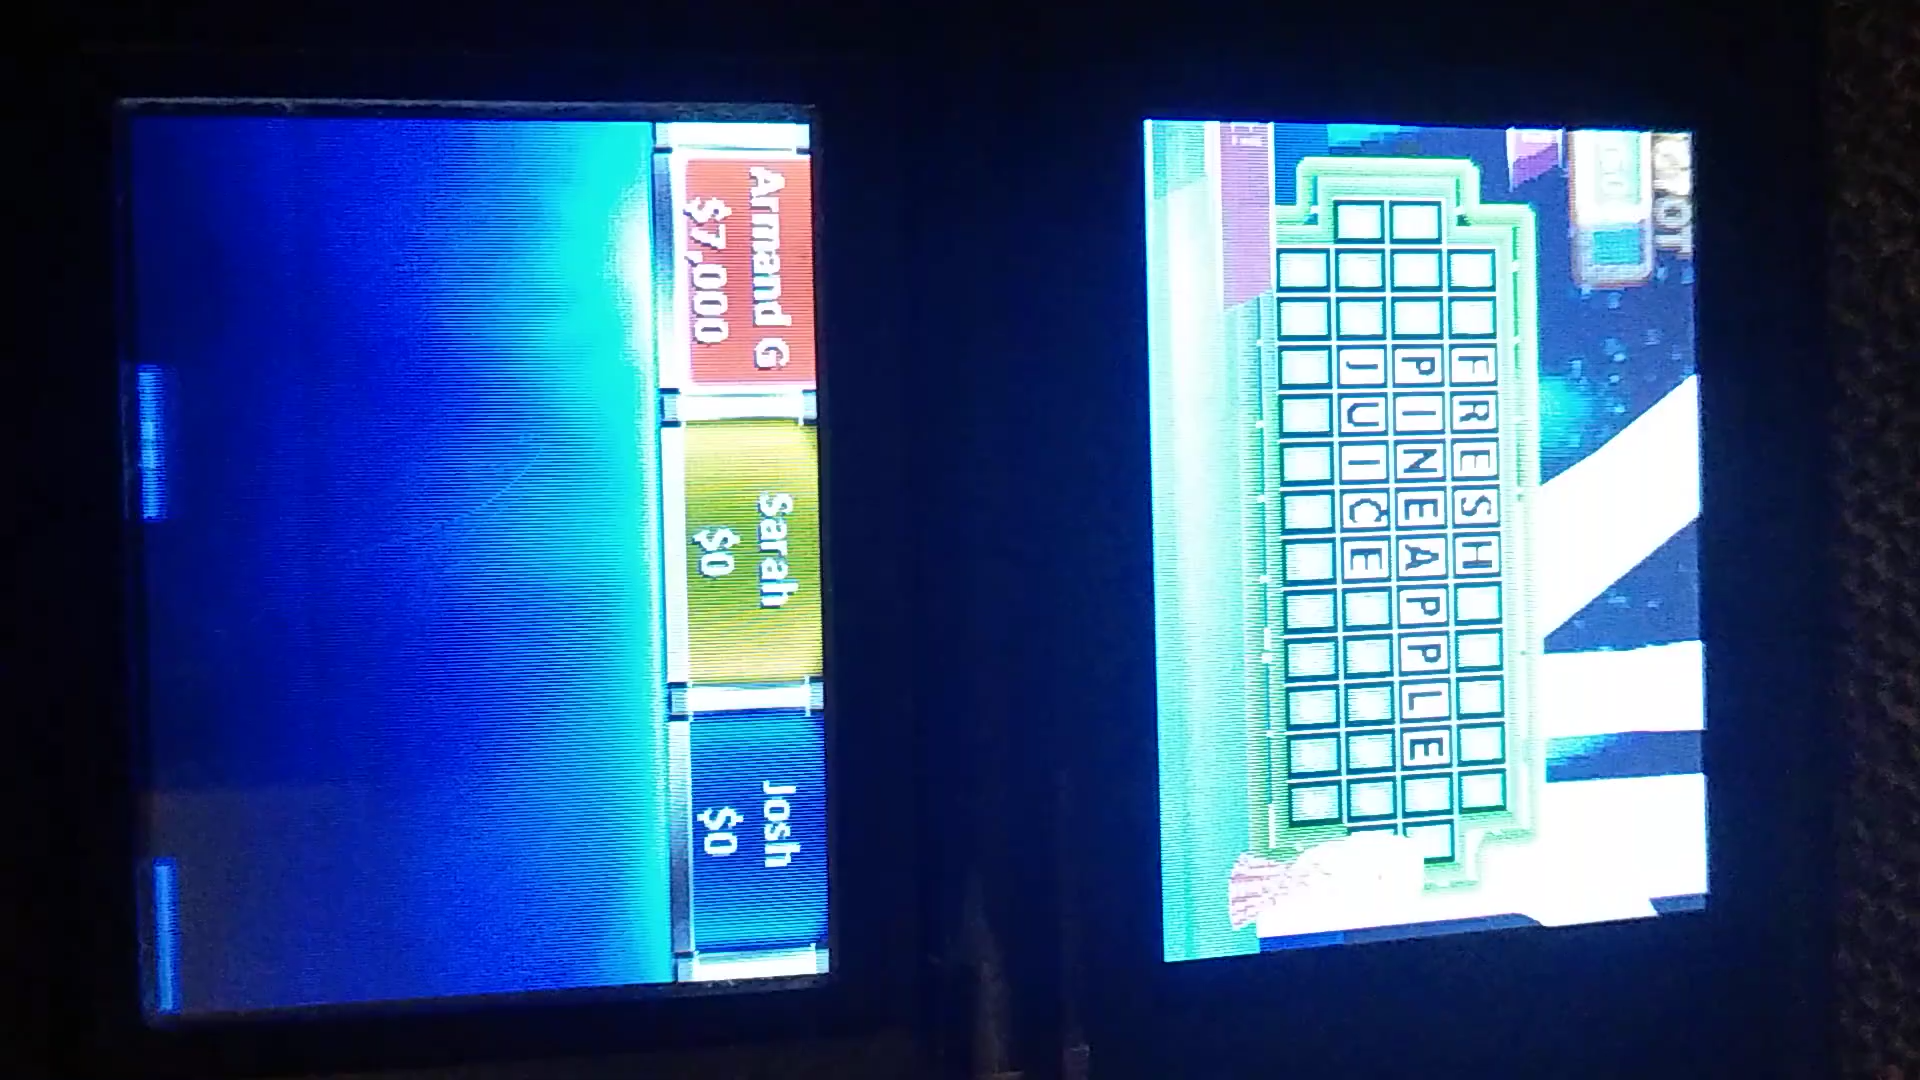 FRESH
PINEAPPLE
JUICE
Armand G
$7,000
Sarah
$0
Josh
$0